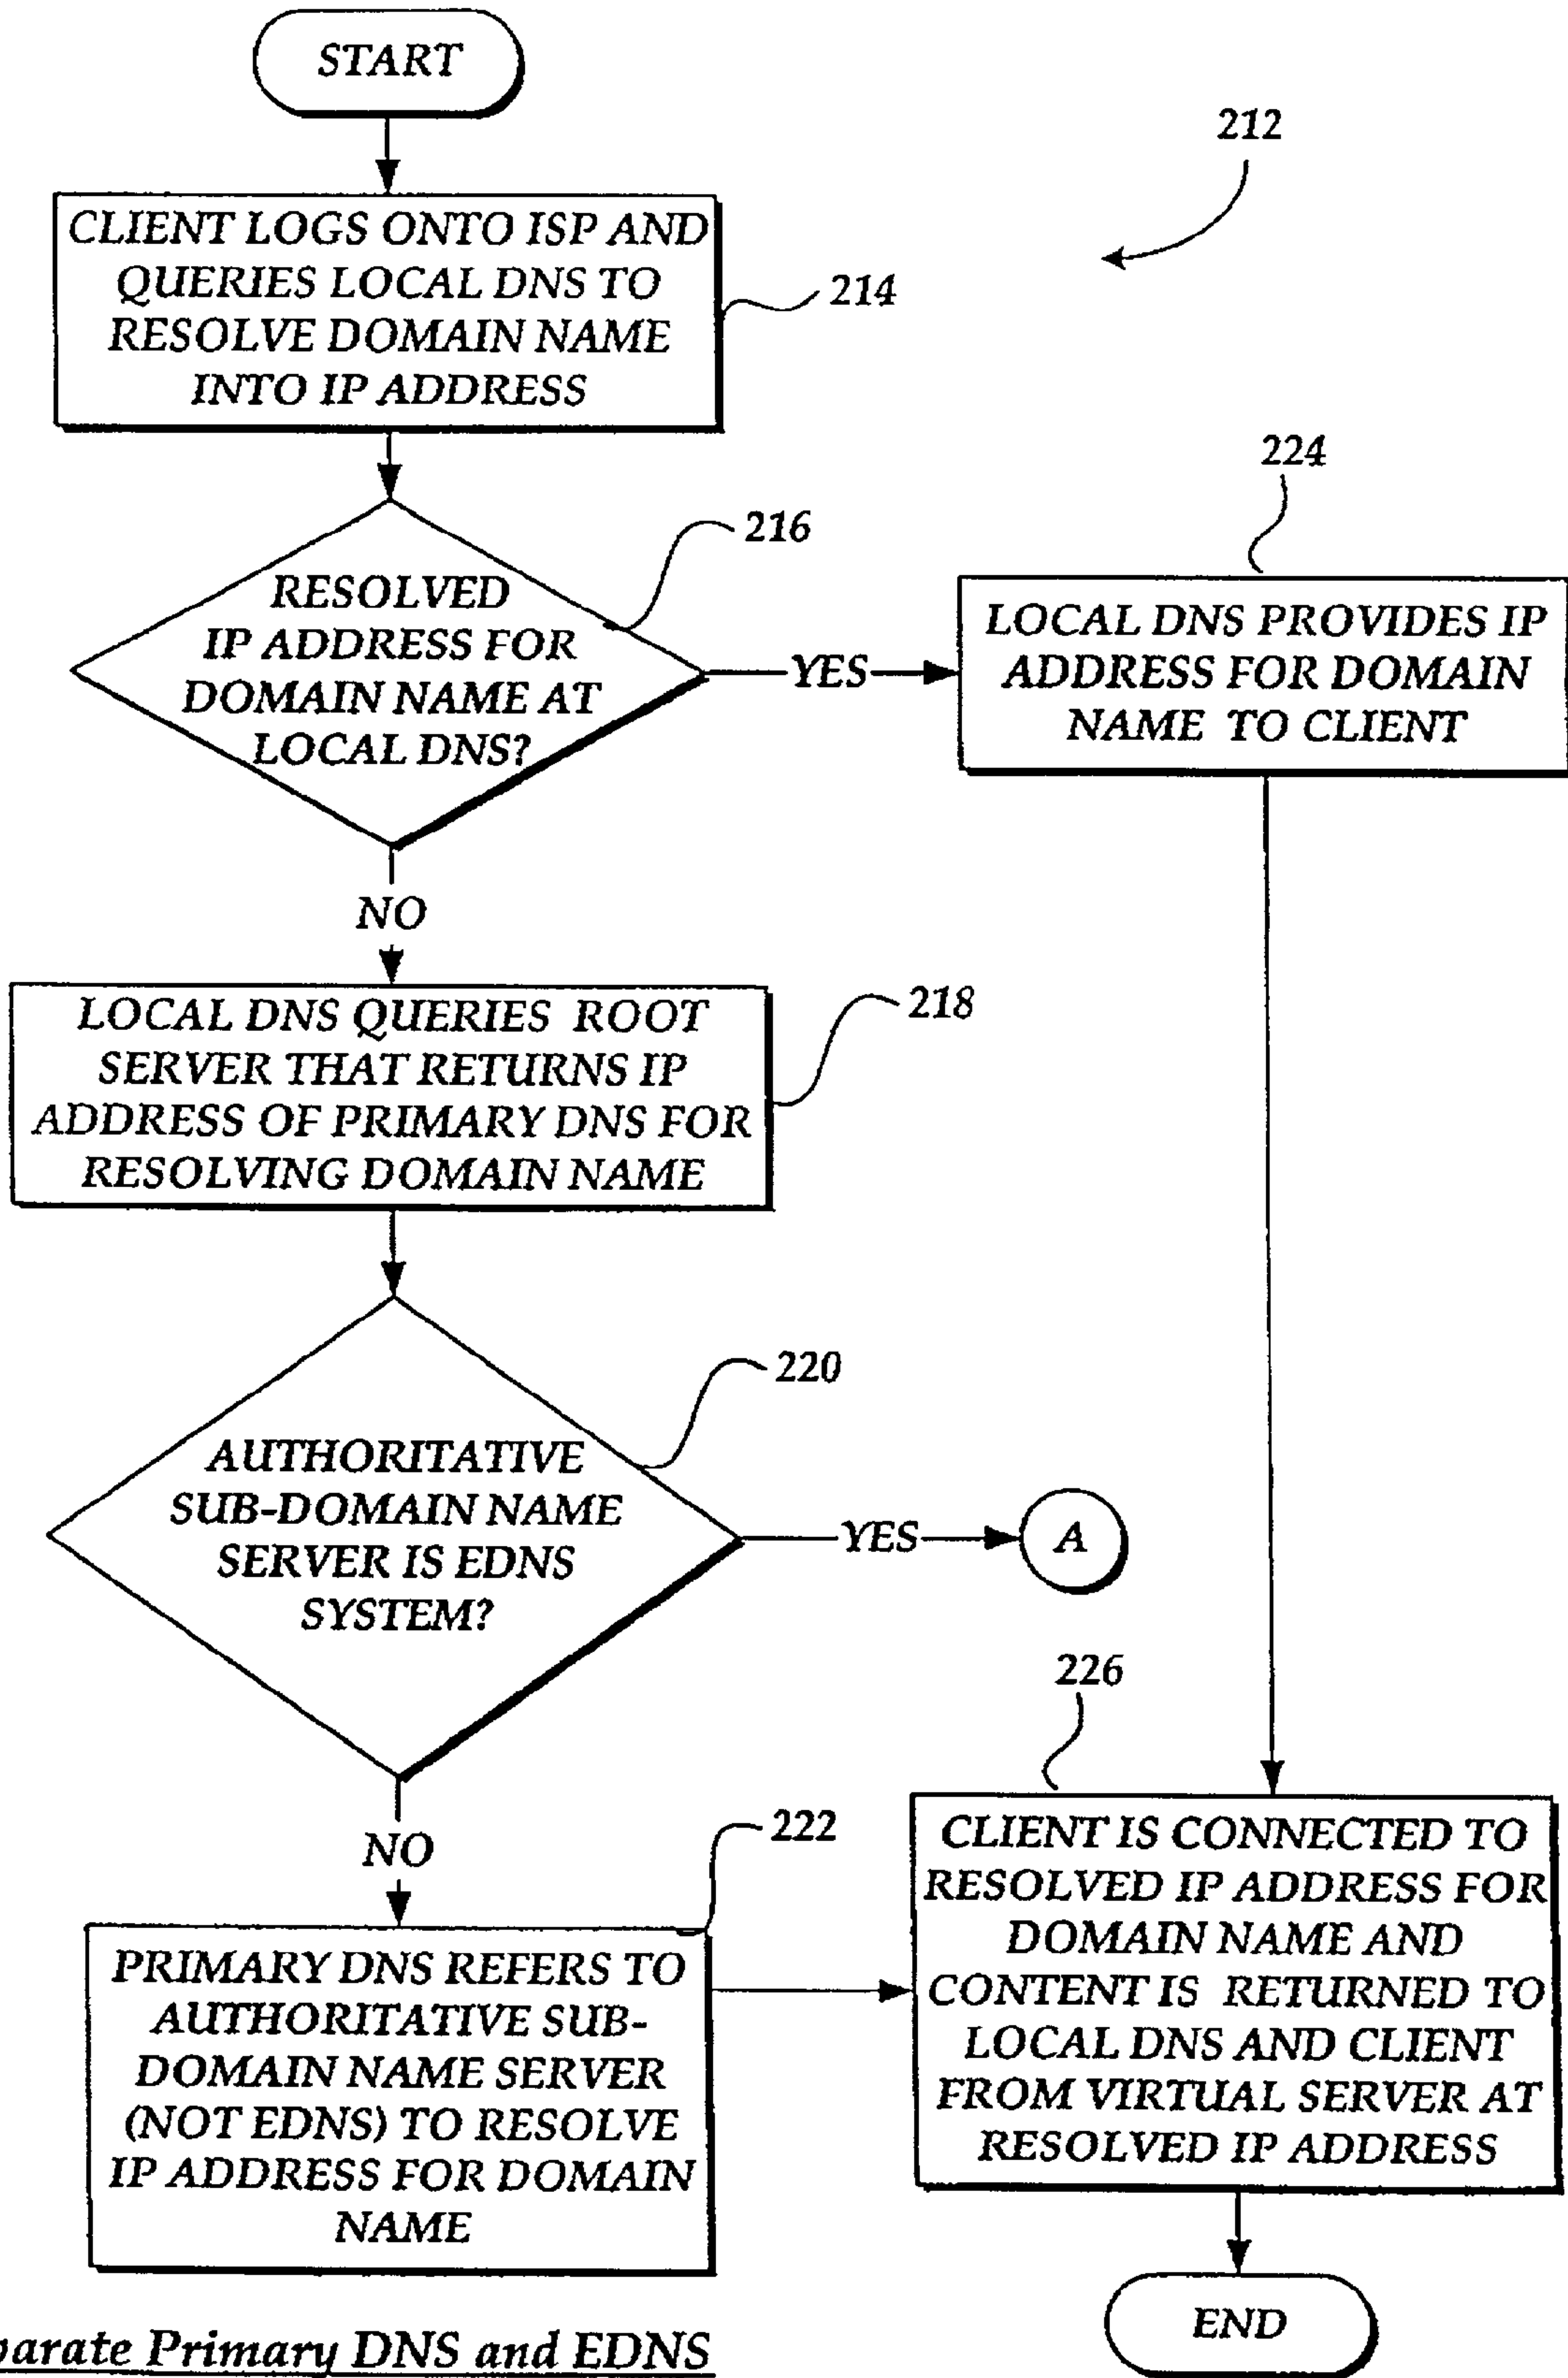 START
212
CLIENT LOGS ONTO ISP AND
QUERIES LOCAL DNS TO
RESOLVE DOMAIN NAME
INTO IP ADDRESS
214
216
RESOLVED
IP ADDRESS FOR
DOMAIN NAME AT
LOCAL DNS?
YES
224
LOCAL DNS PROVIDES IP
ADDRESS FOR DOMAIN
NAME TO CLIENT
NO
LOCAL DNS QUERIES ROOT
SERVER THAT RETURNS IP
ADDRESS OF PRIMARY DNS FOR
RESOLVING DOMAIN NAME
218
220
AUTHORITATIVE
SUB-DOMAIN NAME
SERVER IS EDNS
SYSTEM?
YES
A
NO
222
PRIMARY DNS REFERS TO
AUTHORITATIVE SUB-
DOMAIN NAME SERVER
(NOT EDNS) TO RESOLVE
IP ADDRESS FOR DOMAIN
NAME
226
CLIENT IS CONNECTED TO
RESOLVED IP ADDRESS FOR
DOMAIN NAME AND
CONTENT IS RETURNED TO
LOCAL DNS AND CLIENT
FROM VIRTUAL SERVER AT
RESOLVED IP ADDRESS
END
Primary DNS and EDNS